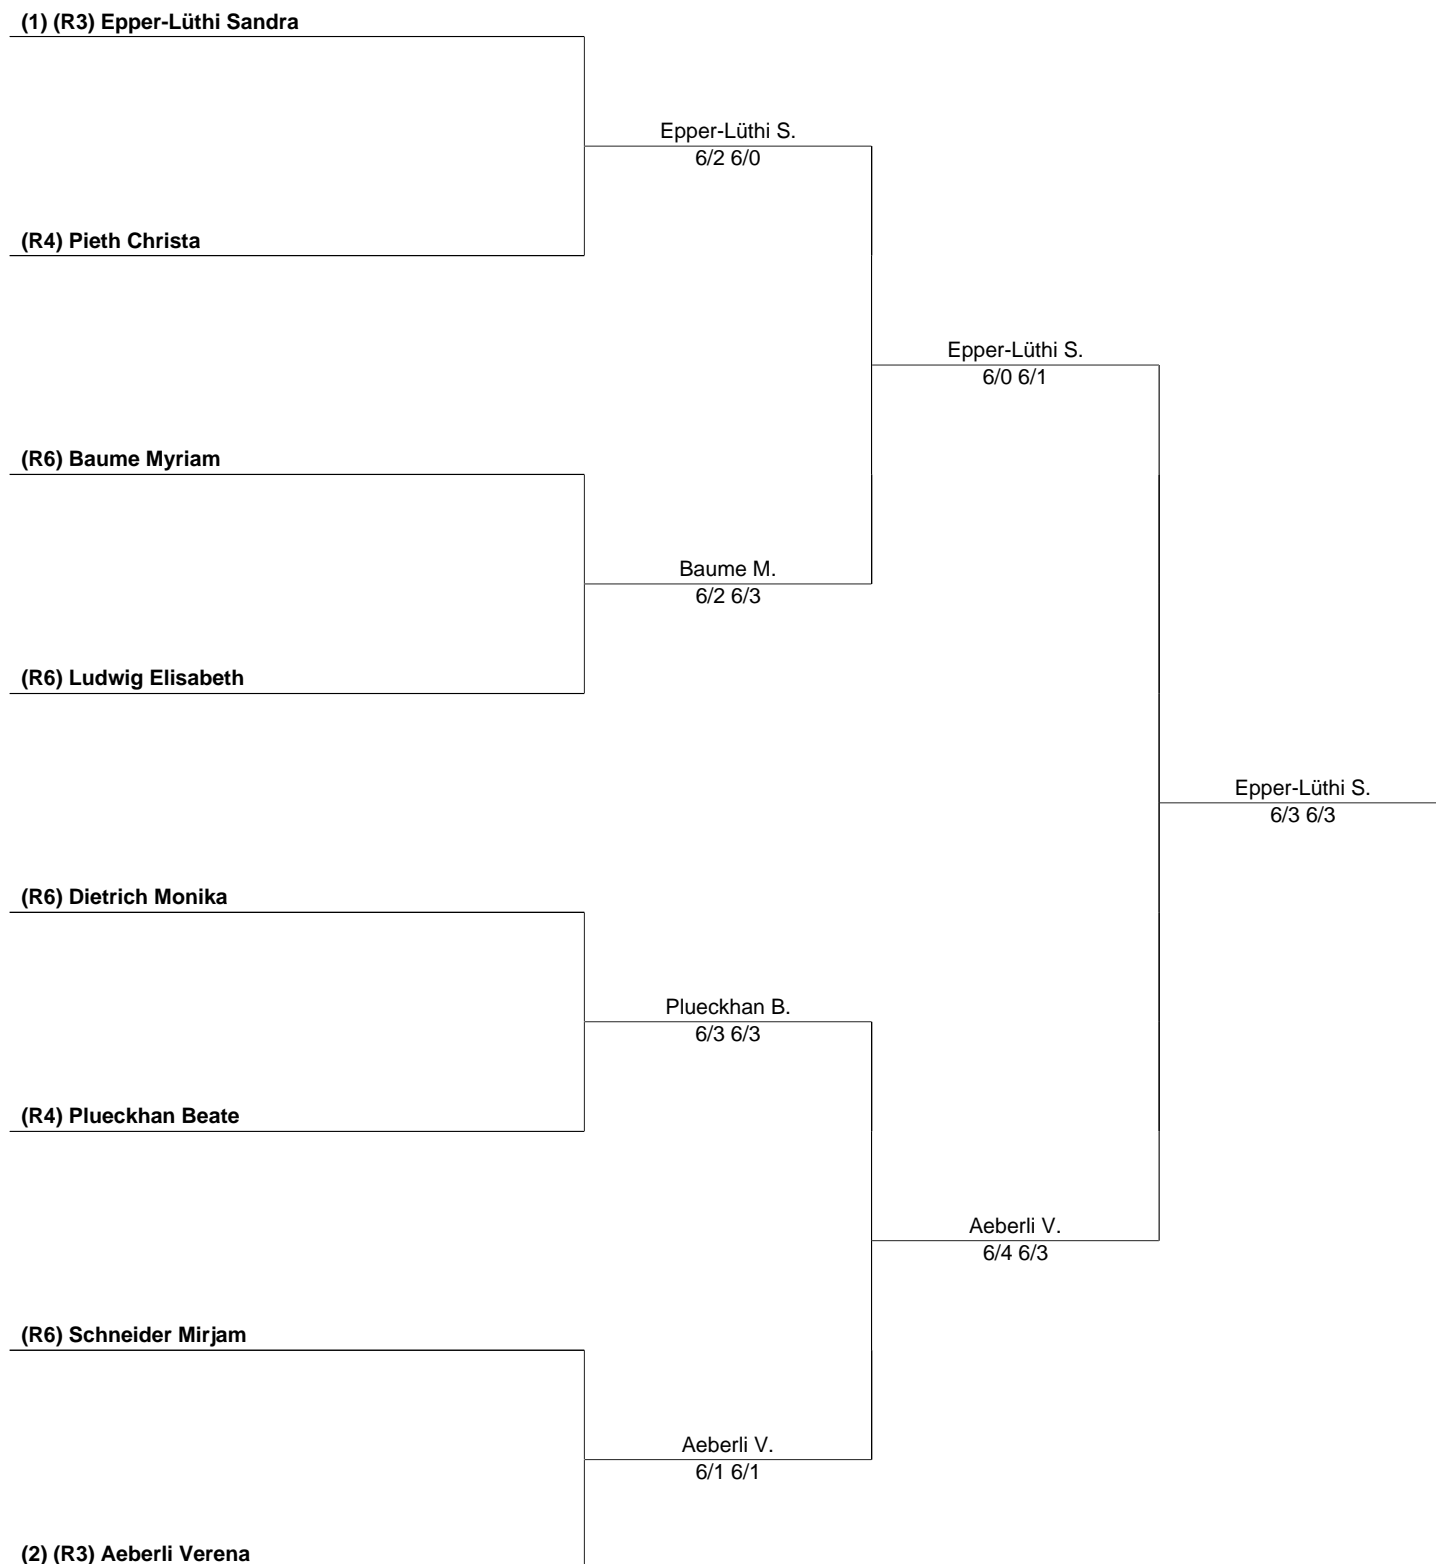 (1) (R3) Epper-Lüthi Sandra
Epper-Lüthi S.
6/2 6/0
(R4) Pieth Christa
Epper-Lüthi S.
6/0 6/1
(R6) Baume Myriam
Baume M.
6/2 6/3
(R6) Ludwig Elisabeth
Epper-Lüthi S.
6/3 6/3
(R6) Dietrich Monika
Plueckhan B.
6/3 6/3
(R4) Plueckhan Beate
Aeberli V.
6/4 6/3
(R6) Schneider Mirjam
Aeberli V.
6/1 6/1
(2) (R3) Aeberli Verena